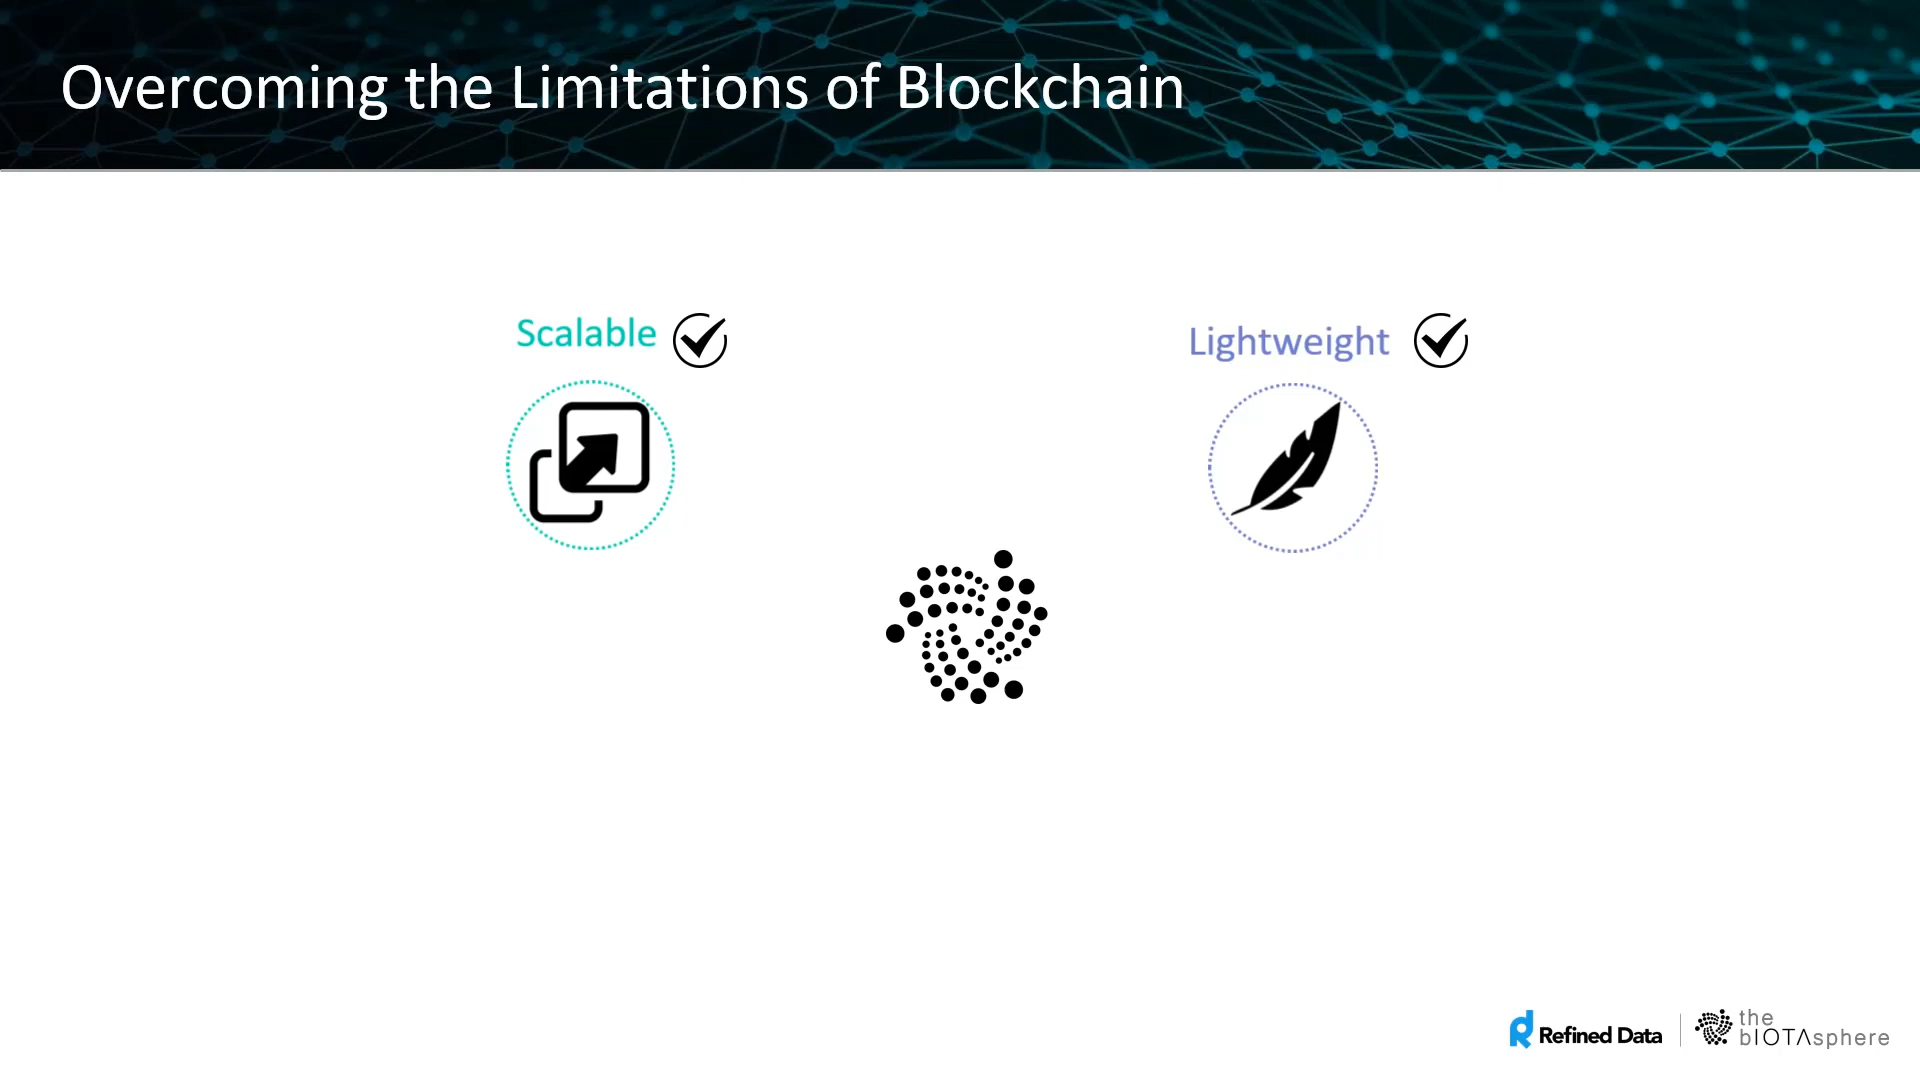 Overcoming the Limitations of Blockchain
Scalable
Lightweight
Refined Data
the
bIOTΛsphere